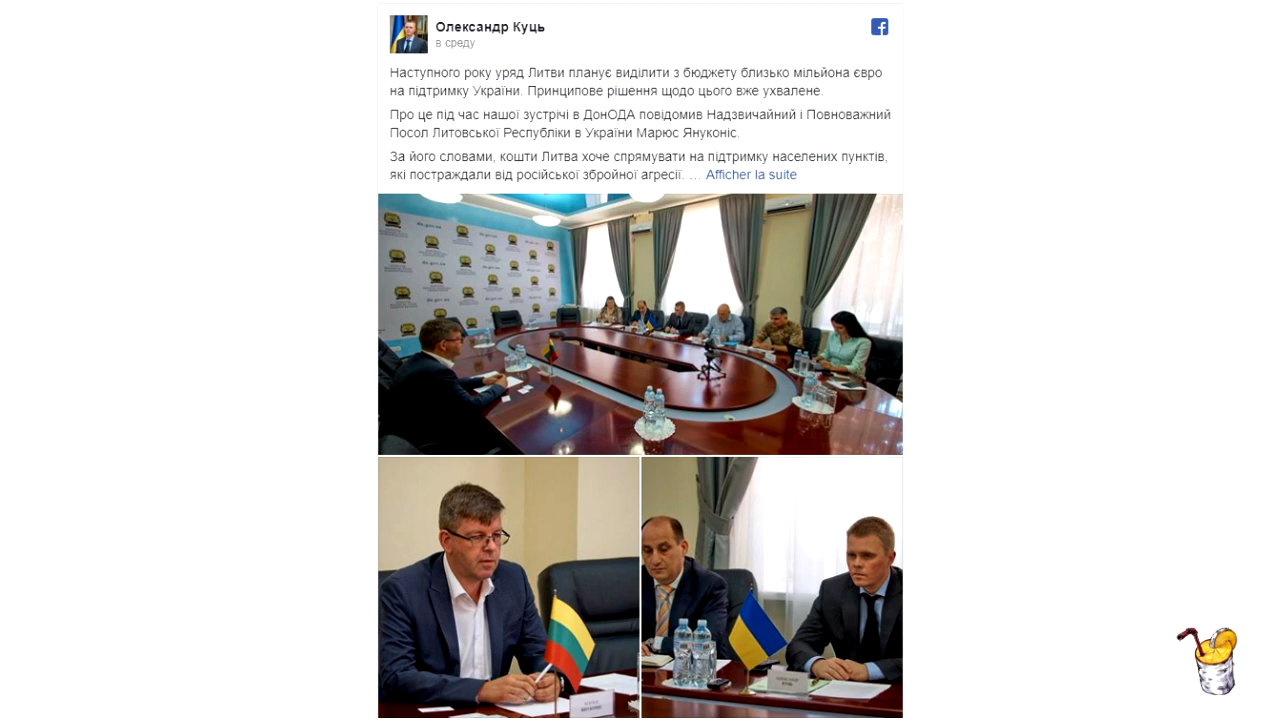 Олександр Куць
в среду
Наступного року уряд Литви планує виділити з бюджету близько мільйона євро
на підтримку України. Принципове рішення щодо цього вже ухвалене.
Про це під час нашої зустрічі в ДонОДА повідомив Надзвичайний і Повноважний
Посол Литовської Республіки в України Марюс Януконіс.
За його словами, кошти Литва хоче спрямувати на підтримку населених пунктів,
які постраждали від російської збройної агресії. ... Afficher la suite